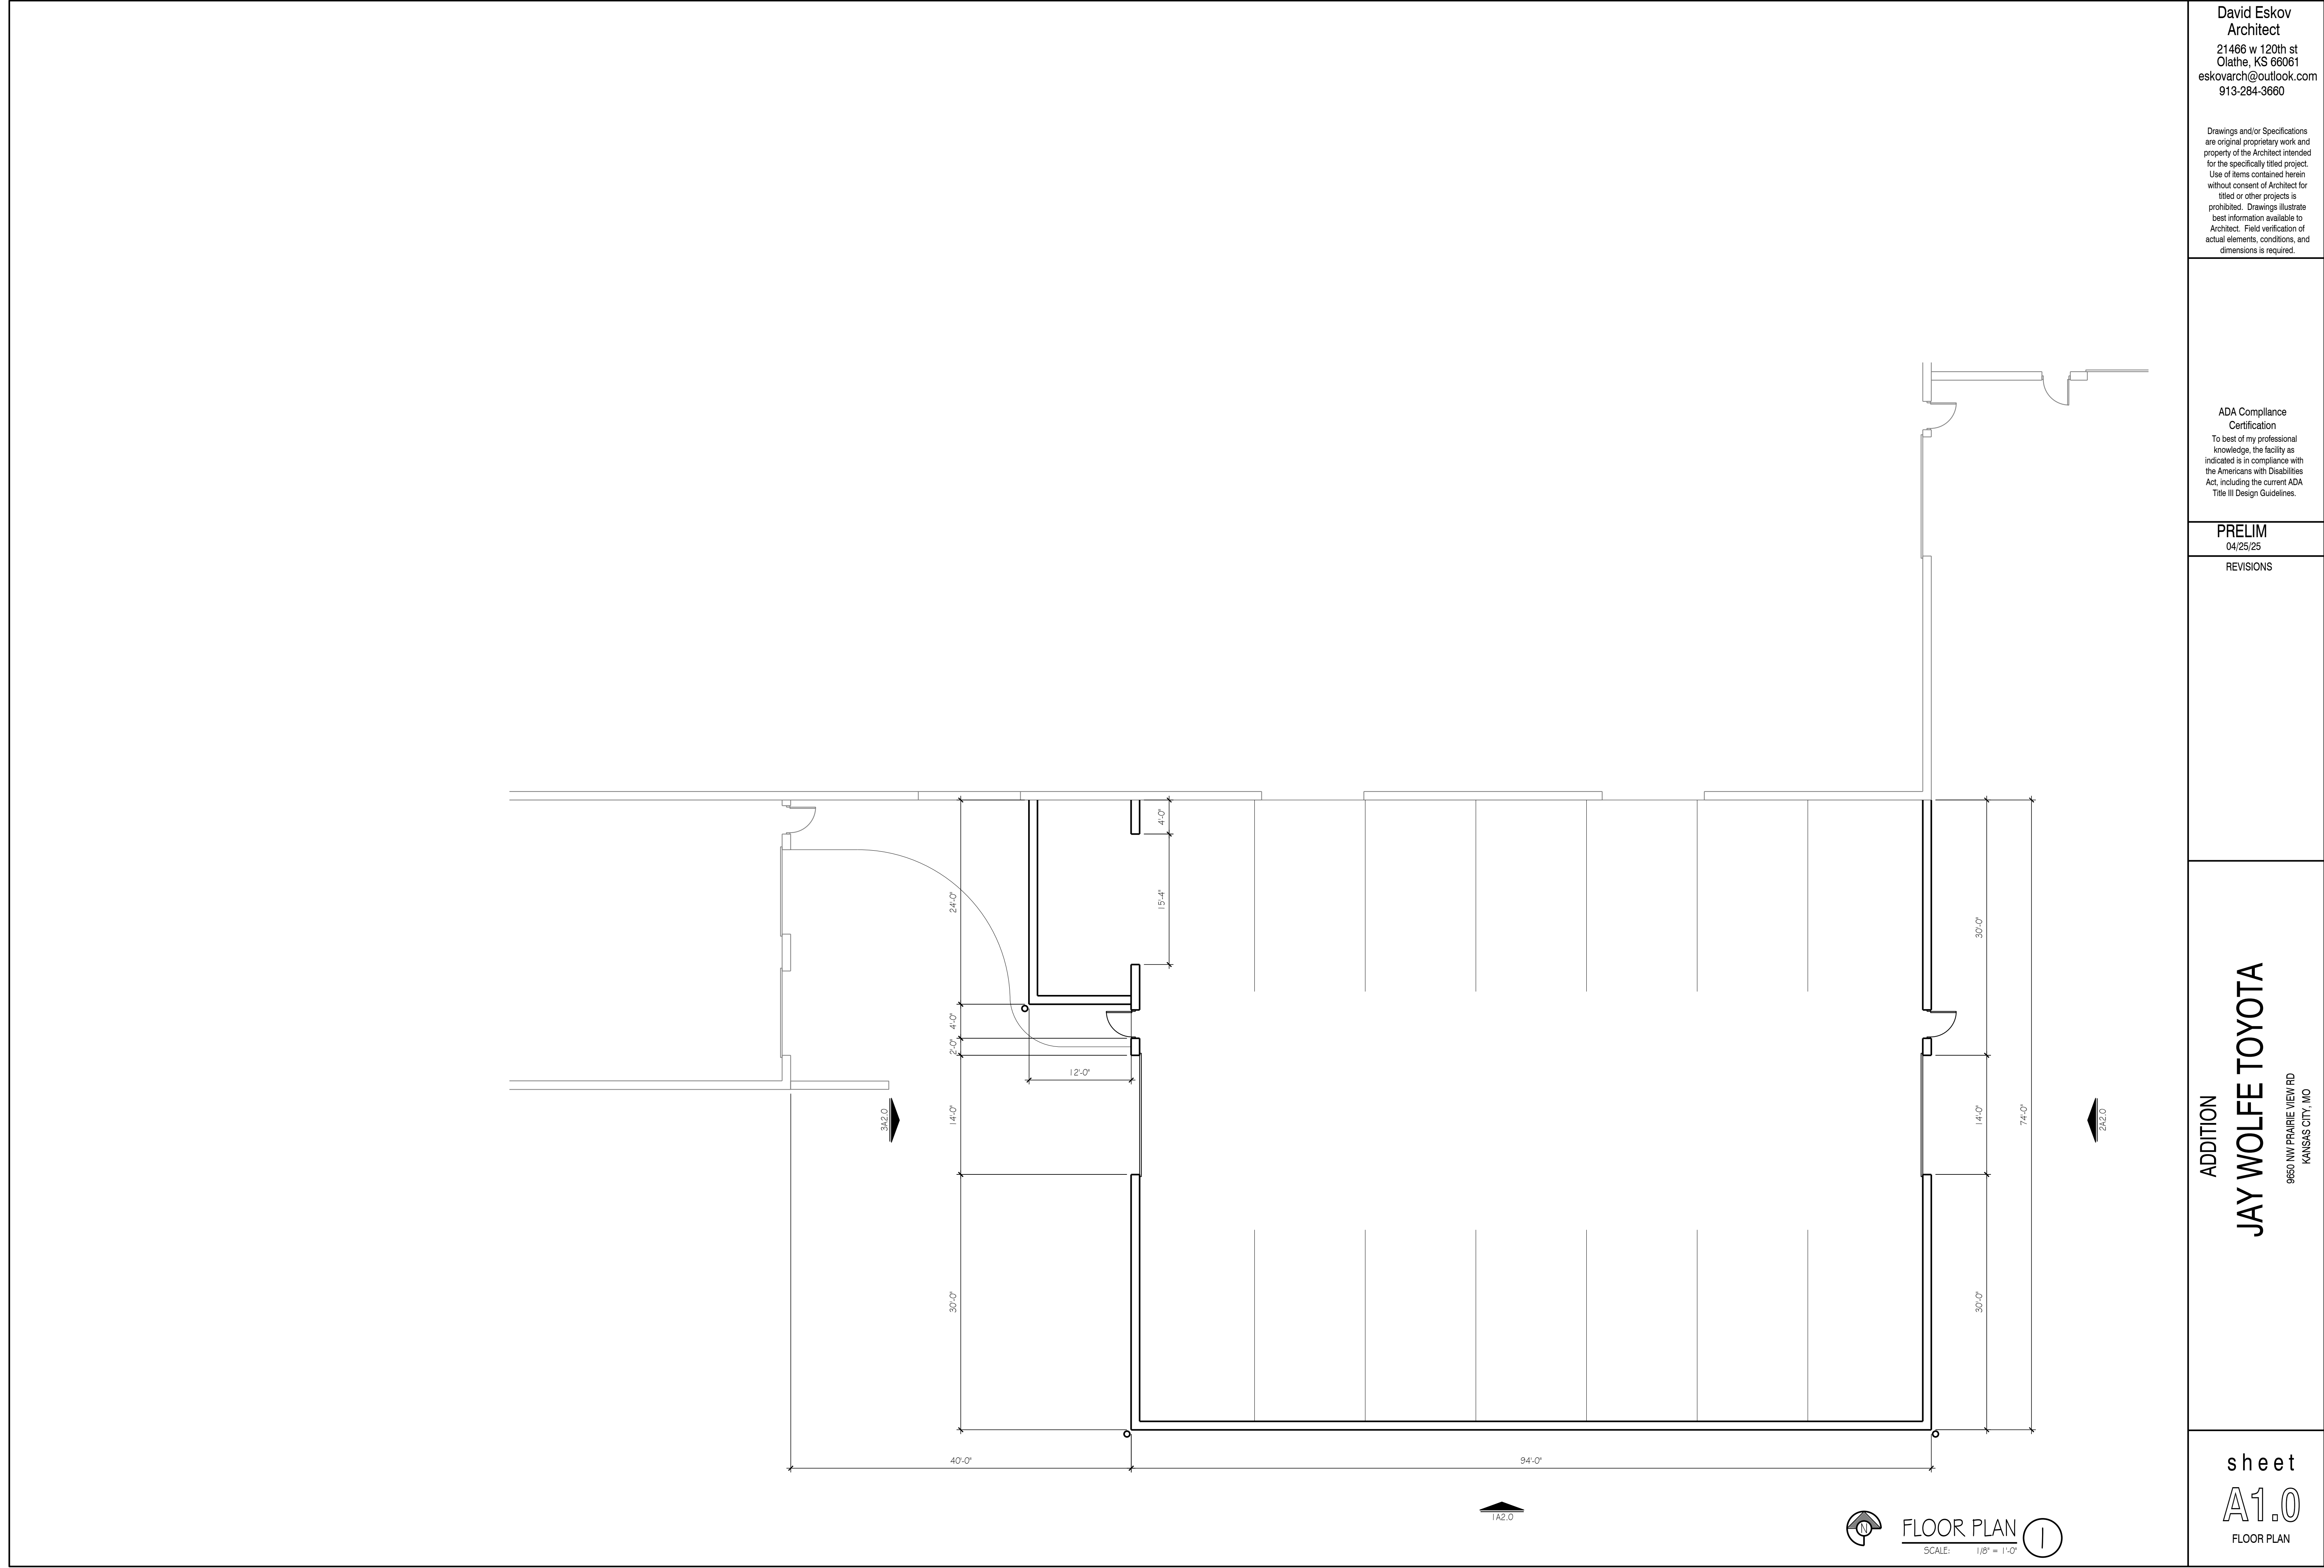 David Eskov
Architect
21466 w 120th st
Olathe, KS 66061
eskovarch@outlook.com
913-284-3660
Drawings and/or Specifications
are original proprietary work and
property of the Architect intended
for the specifically titled project.
Use of items contained herein
without consent of Architect for
titled or other projects is
prohibited. Drawings illustrate
best information available to
Architect. Field verification of
actual elements, conditions, and
dimensions is required.
ADA Compliance
Certification
To best of my professional
knowledge, the facility as
indicated is in compliance with
the Americans with Disabilities
Act, including the current ADA
Title III Design Guidelines.
PRELIM
04/25/25
REVISIONS
ADDITION
JAY WOLFE TOYOTA
9650 NW PRAIRIE VIEW RD
KANSAS CITY, MO
sheet
A1.0
FLOOR PLAN
4'-0"
15'-4"
24'-0"
4'-0"
2'-0"
12'-0"
14'-0"
30'-0"
30'-0"
14'-0"
74'-0"
30'-0"
3A2.0
2A2.0
40'-0"
94'-0"
1A2.0
N
FLOOR PLAN
1
SCALE: 1/8" = 1'-0"